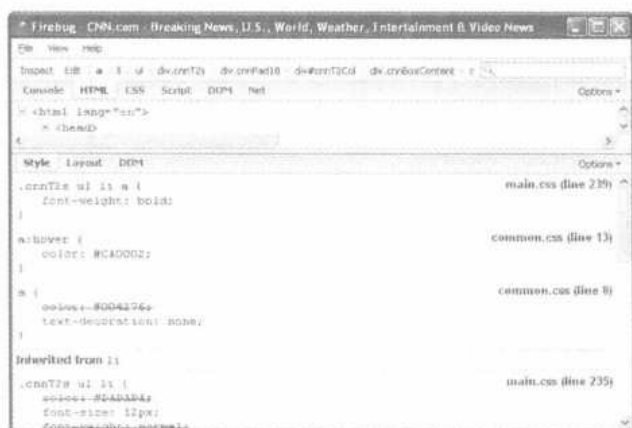 Firebug CNN.com - Breaking News, U.S., World, Weather, Entertainment & Video News
File View Help
Inspect Edit a li ul div.cnnT2s div.cnnPad18 div#cnnT2Col div.cnnBoxContent
Console HTML CSS Script DOM Net Options
<html lang="en">
<head>
Style Layout DOM Options
.cnnT2s ul li a { main.css (line 239)
font-weight: bold;
}
a:hover { common.css (line 13)
color: #CA0002;
}
a { common.css (line 8)
color: #004276;
text-decoration: none;
}
Inherited from li
.cnnT2s ul li { main.css (line 235)
font-size: 12px;
font-weight: normal;